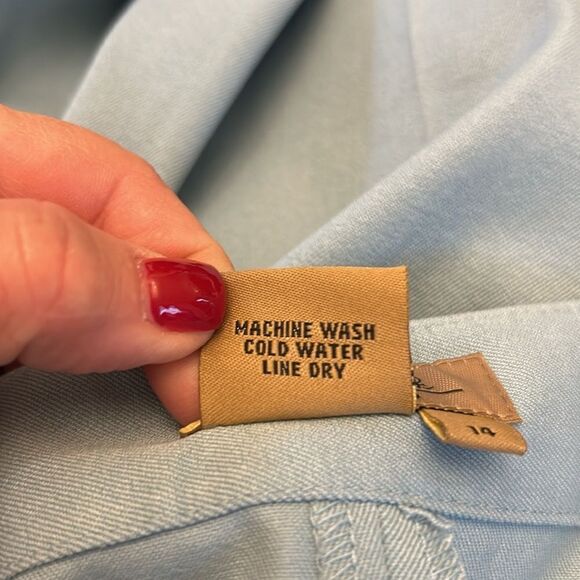 MACHINE WASH
COLD WATER
LINE DRY
14